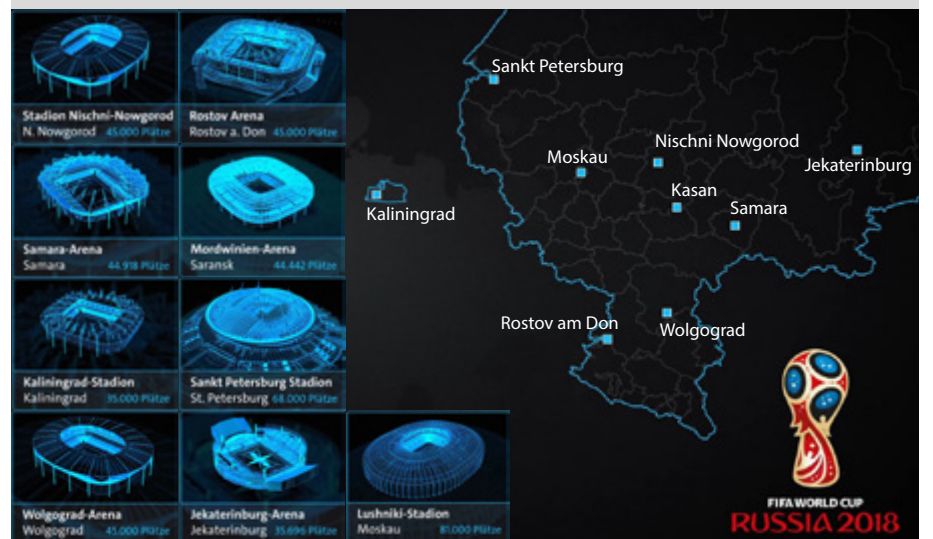 Stadion Nischni-Nowgorod
N. Nowgorod 45.000 Plätze
Rostov Arena
Rostov a. Don 45.000 Plätze
Samara-Arena
Samara 44.918 Plätze
Mordwinien-Arena
Saransk 44.442 Plätze
Kaliningrad-Stadion
Kaliningrad 35.000 Plätze
Sankt Petersburg Stadion
St. Petersburg 68.000 Plätze
Wolgograd-Arena
Wolgograd 45.000 Plätze
Jekaterinburg-Arena
Jekaterinburg 35.696 Plätze
Lushniki-Stadion
Moskau 81.000 Plätze
Sankt Petersburg
Nischni Nowgorod
Moskau
Jekaterinburg
Kasan
Kaliningrad
Samara
Rostov am Don
Wolgograd
FIFA WORLD CUP
RUSSIA 2018